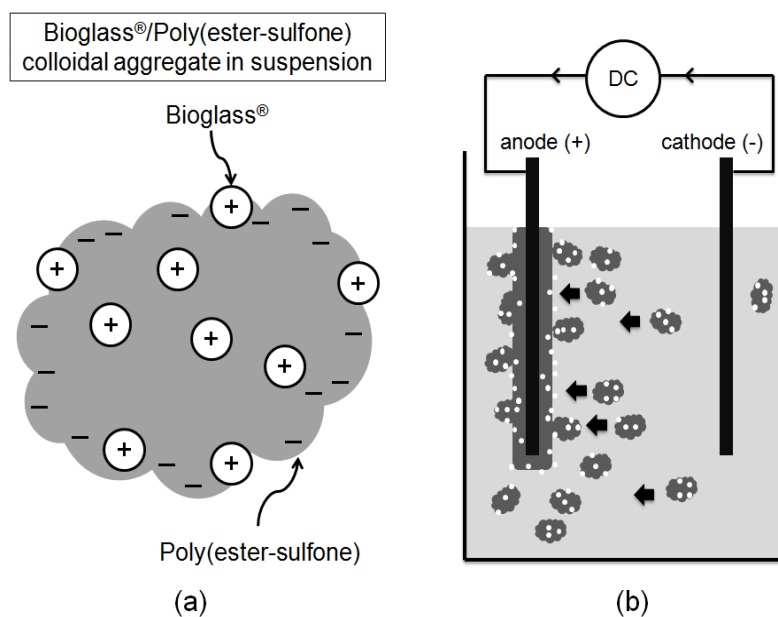 Bioglass®/Poly(ester-sulfone)
colloidal aggregate in suspension
Bioglass®
+
+
+
+
+
+
+
+
+
Poly(ester-sulfone)
(a)
DC
anode (+)
cathode (-)
(b)